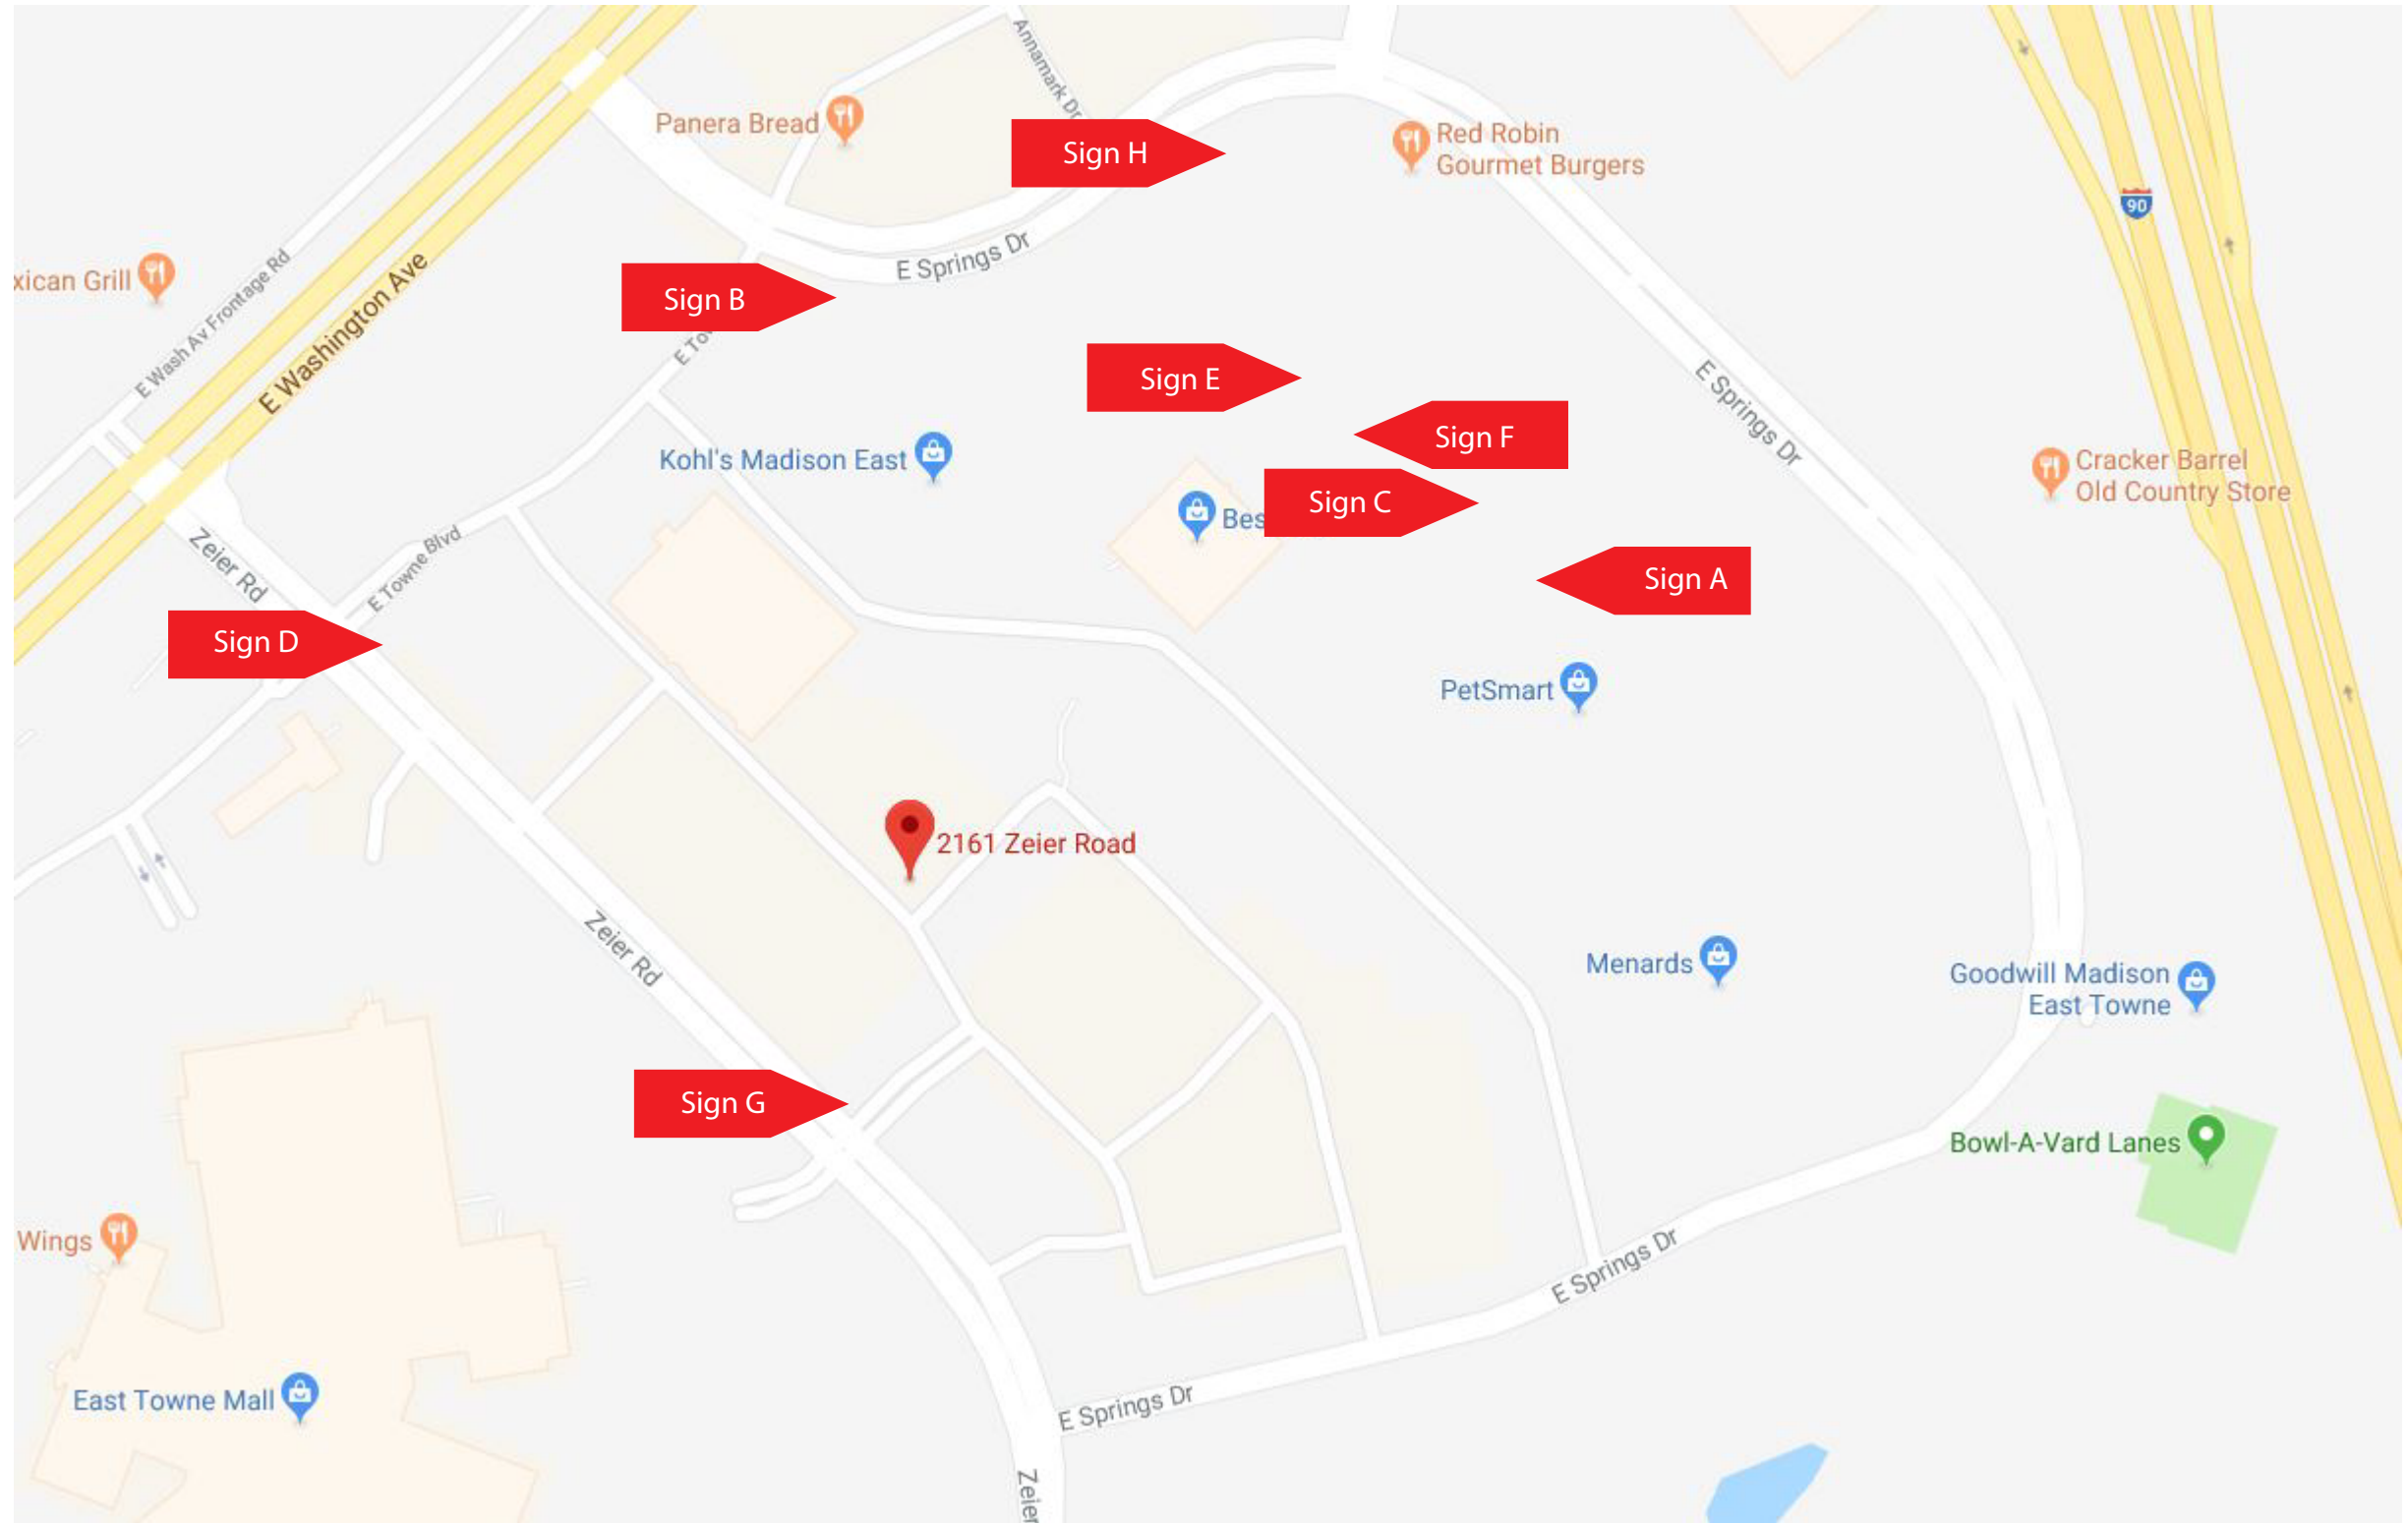 Annamark Dr
Panera Bread
Sign H
Red Robin
Gourmet Burgers
90
E Springs Dr
xican Grill
E Wash Av Frontage Rd
E Washington Ave
Sign B
E To
Sign E
E Springs Dr
Sign F
Kohl's Madison East
Cracker Barrel
Old Country Store
Sign C
Bes
Zeier Rd
E Towne Blvd
Sign A
Sign D
PetSmart
2161 Zeier Road
Zeier Rd
Menards
Goodwill Madison
East Towne
Sign G
Bowl-A-Vard Lanes
Wings
E Springs Dr
East Towne Mall
E Springs Dr
Zeier